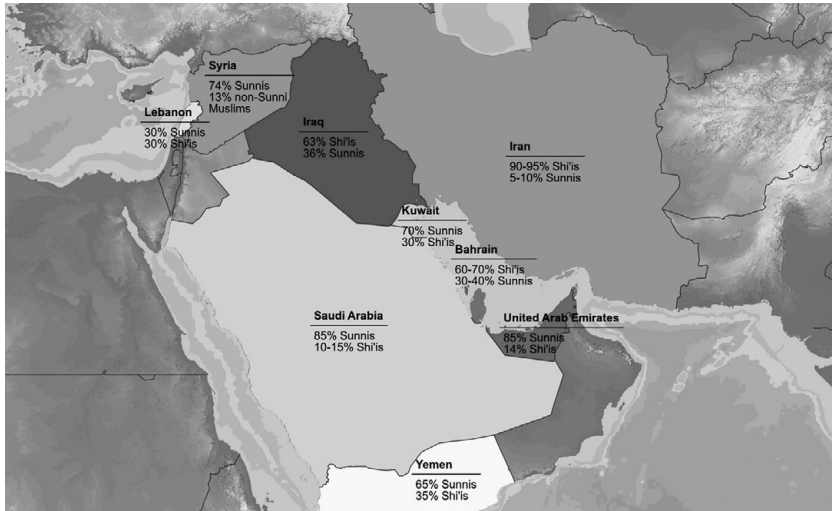 Syria
74% Sunnis
13% non-Sunni
Muslims
Lebanon
30% Sunnis
30% Shi'is
Iraq
63% Shi'is
36% Sunnis
Iran
90-95% Shi'is
5-10% Sunnis
Kuwait
70% Sunnis
30% Shi'is
Bahrain
60-70% Shi'is
30-40% Sunnis
Saudi Arabia
85% Sunnis
10-15% Shi'is
United Arab Emirates
85% Sunnis
14% Shi'is
Yemen
65% Sunnis
35% Shi'is